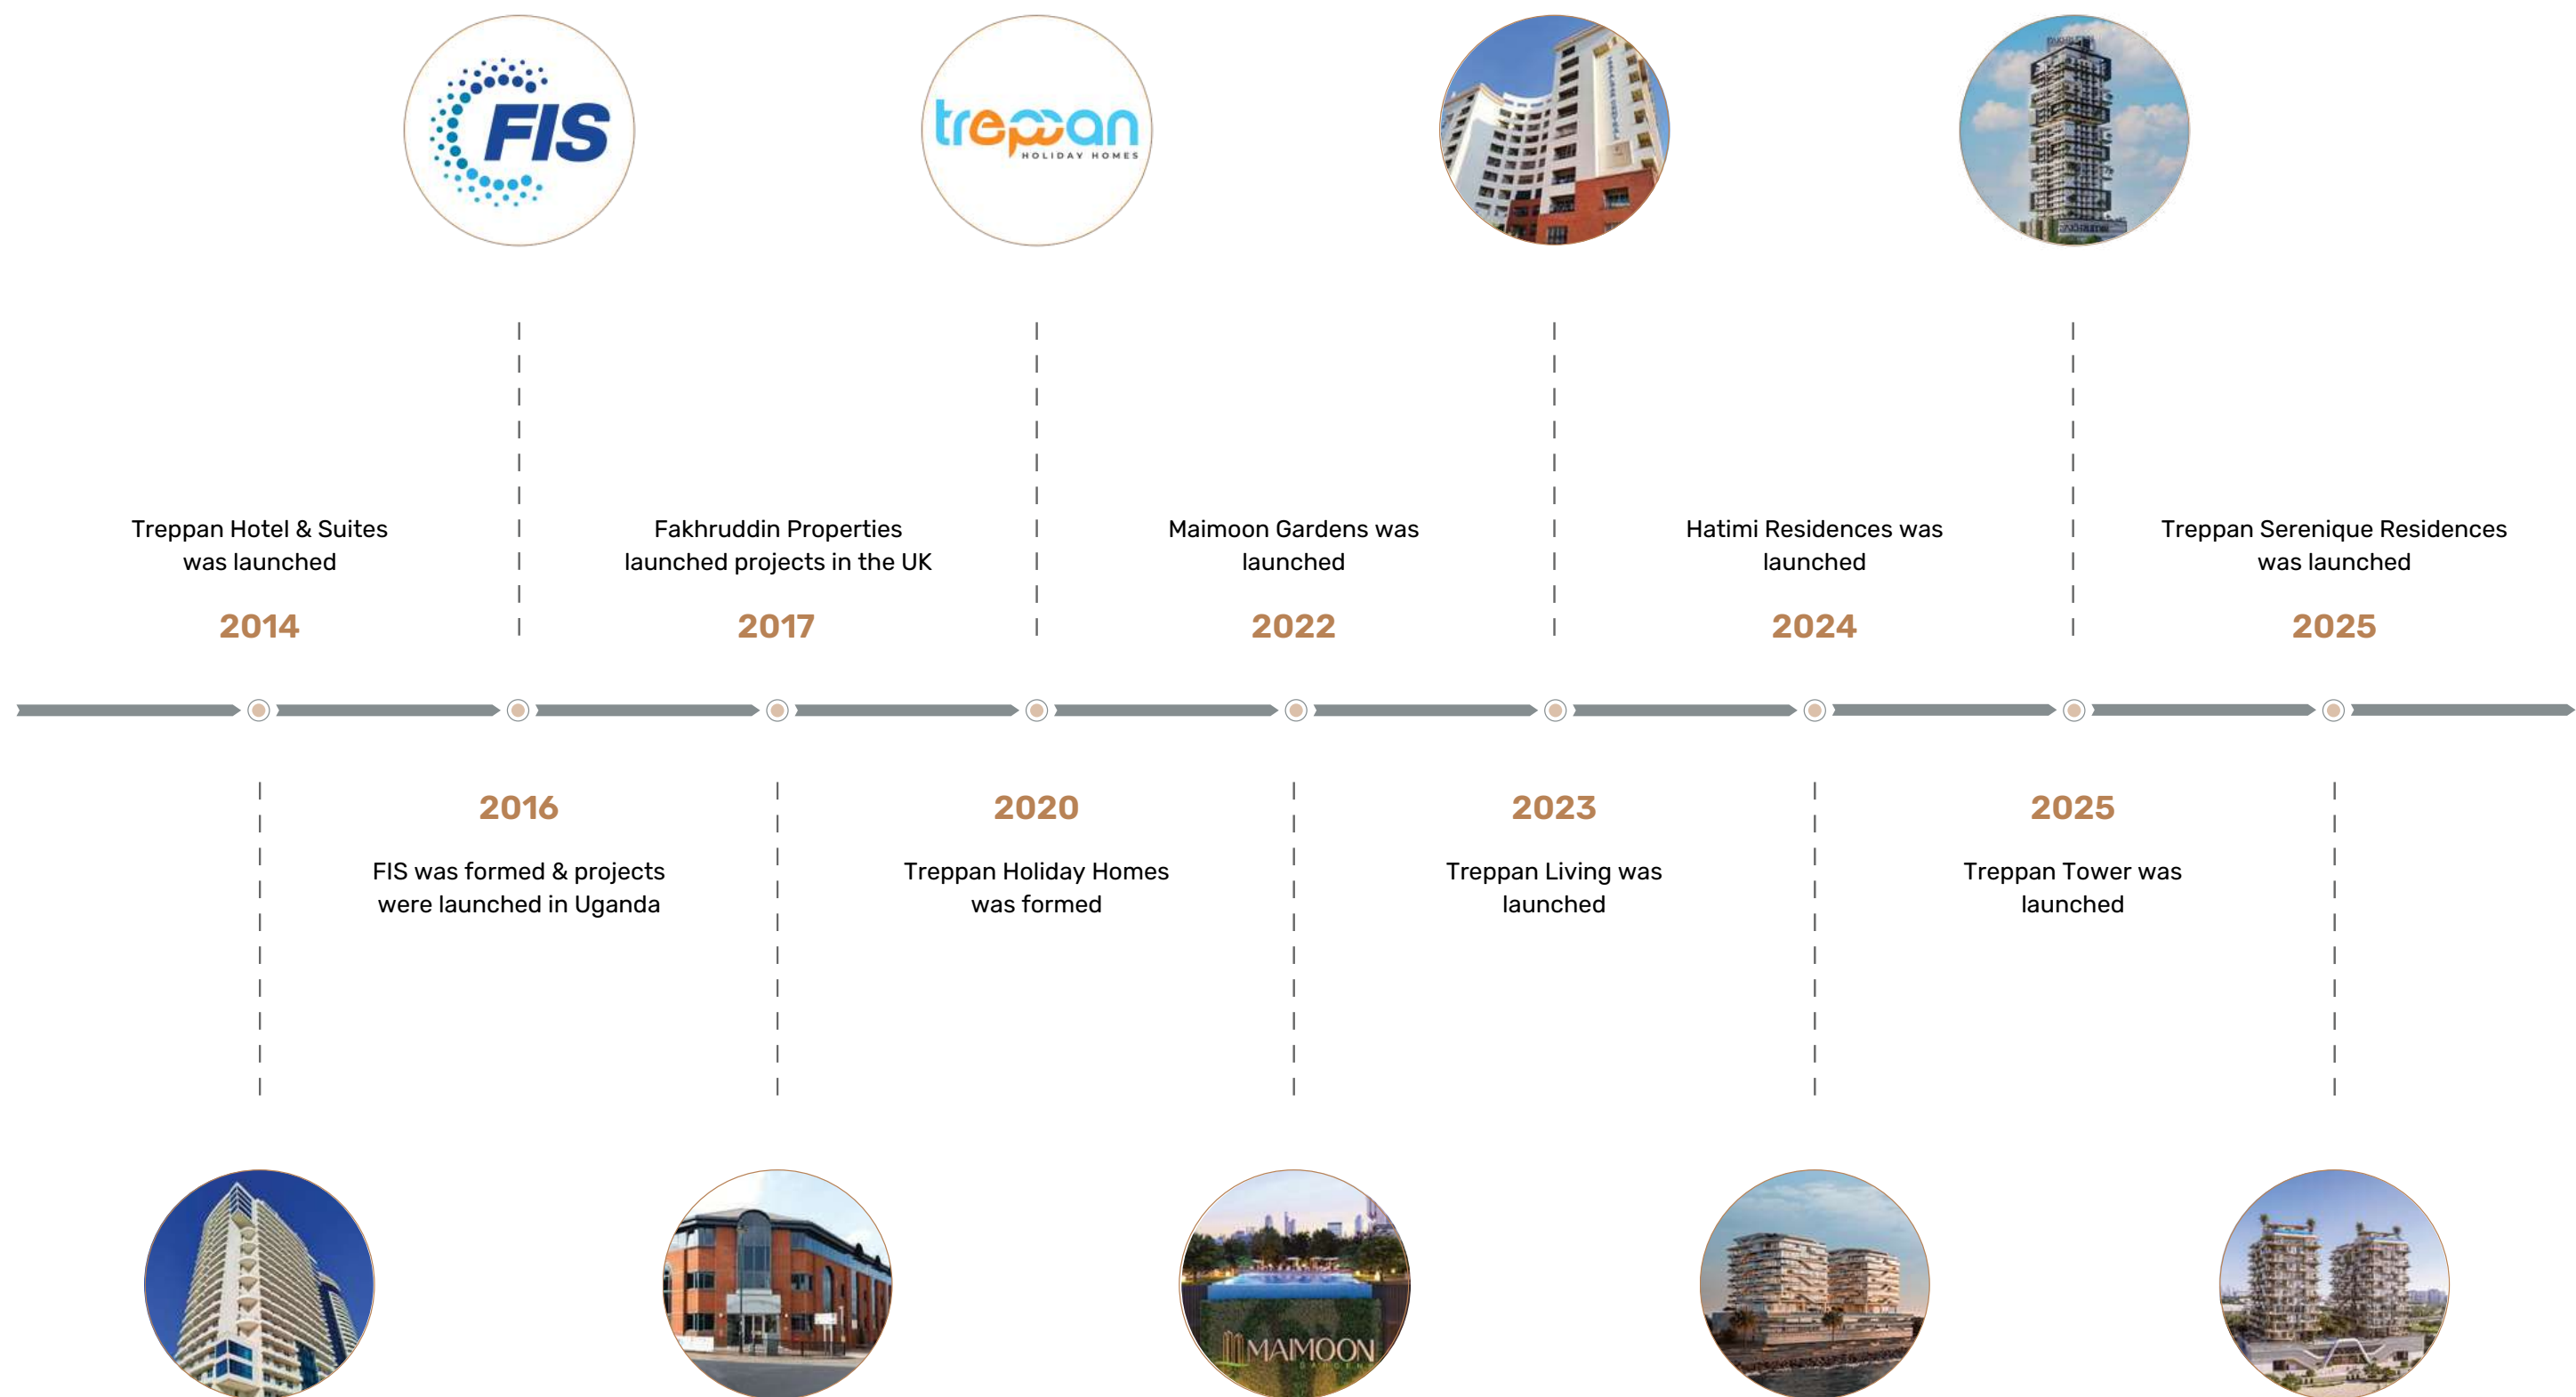 FIS
treppan
HOLIDAY HOMES
Treppan Hotel & Suites
was launched
2014
Fakhruddin Properties
launched projects in the UK
2017
Maimoon Gardens was
launched
2022
Hatimi Residences was
launched
2024
Treppan Serenique Residences
was launched
2025
2016
FIS was formed & projects
were launched in Uganda
2020
Treppan Holiday Homes
was formed
2023
Treppan Living was
launched
2025
Treppan Tower was
launched
MAIMOON